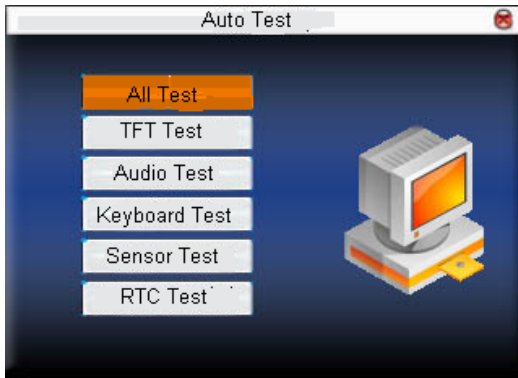 Auto Test
All Test
TFT Test
Audio Test
Keyboard Test
Sensor Test
RTC Test